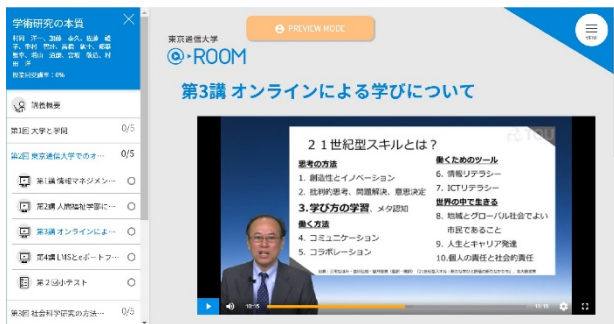 学術研究の本質
授業回受講率：0%
講義概要
第1回 大学と学問
0/5
第2回 東京通信大学でのオ…
0/5
第1講 情報マネジメン…
第2講 人間福祉学部に…
第3講 オンラインによ…
第4講 LMSとeポートフ…
第2回小テスト
第3回 社会科学研究の方法…
0/5
PREVIEW MODE
東京通信大学
@ROOM
MENU
第3講 オンラインによる学びについて
TOU
２１世紀型スキルとは？
思考の方法
1. 創造性とイノベーション
2. 批判的思考、問題解決、意思決定
3.学び方の学習、メタ認知
働く方法
4. コミュニケーション
5. コラボレーション
働くためのツール
6. 情報リテラシー
7. ICTリテラシー
世界の中で生きる
8. 地域とグローバル社会でよい
市民であること
9. 人生とキャリア発達
10.個人の責任と社会的責任
10:15